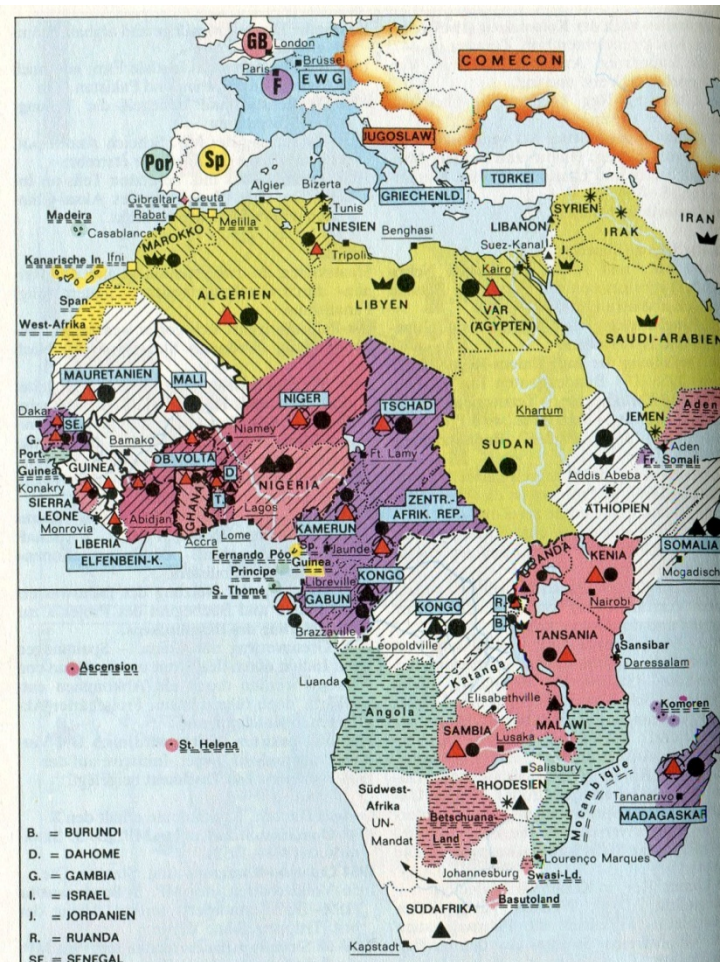 GB
London
Brüssel
Paris
F
EWG
COMECON
JUGOSLAW.
Por
Sp
TÜRKEI
GRIECHENLD.
Gibraltar
Ceuta
Algier
Bizerta
Tunis
Madeira
Rabat
Melilla
TUNESIEN
Casablanca
MAROKKO
Benghasi
LIBANON
SYRIEN
IRAK
IRAN
Suez-Kanal
J.
Kanarische In.
Ifni
Tripolis
Kairo
Span.
West-Afrika
ALGERIEN
LIBYEN
VAR
(ÄGYPTEN)
SAUDI-ARABIEN
MAURETANIEN
MALI
NIGER
TSCHAD
Aden
Dakar
SE.
G.
Port.
Guinea
Bamako
Niamey
Khartum
JEMEN
Aden
Fr. Somali
GUINEA
OB.VOLTA
D.
T.
Ft. Lamy
SUDAN
Addis Abeba
ÄTHIOPIEN
Konakry
SIERRA
LEONE
GHANA
NIGERIA
Monrovia
Abidjan
Lagos
ZENTR.-
AFRIK. REP.
LIBERIA
Accra
Lome
KAMERUN
SOMALIA
ELFENBEIN-K.
Fernando Póo
Sp.
Guinea
Jaunde
UGANDA
KENIA
Mogadisch
Principe
S. Thomé
Libreville
GABUN
KONGO
KONGO
R.
B.
Nairobi
Brazzaville
Leopoldville
TANSANIA
Sansibar
Daressalam
Ascension
Luanda
Katanga
Elisabethville
Angola
MALAWI
Komoren
St. Helena
SAMBIA
Lusaka
Salisbury
RHODESIEN
Mocambique
Tananarivo
MADAGASKAR
Südwest-
Afrika
UN-
Mandat
Betschuana-
Land
Johannesburg
Lourenço Marques
Swasi-Ld.
Basutoland
SÜDAFRIKA
Kapstadt
B. = BURUNDI
D. = DAHOME
G. = GAMBIA
I. = ISRAEL
J. = JORDANIEN
R. = RUANDA
SE. = SENEGAL